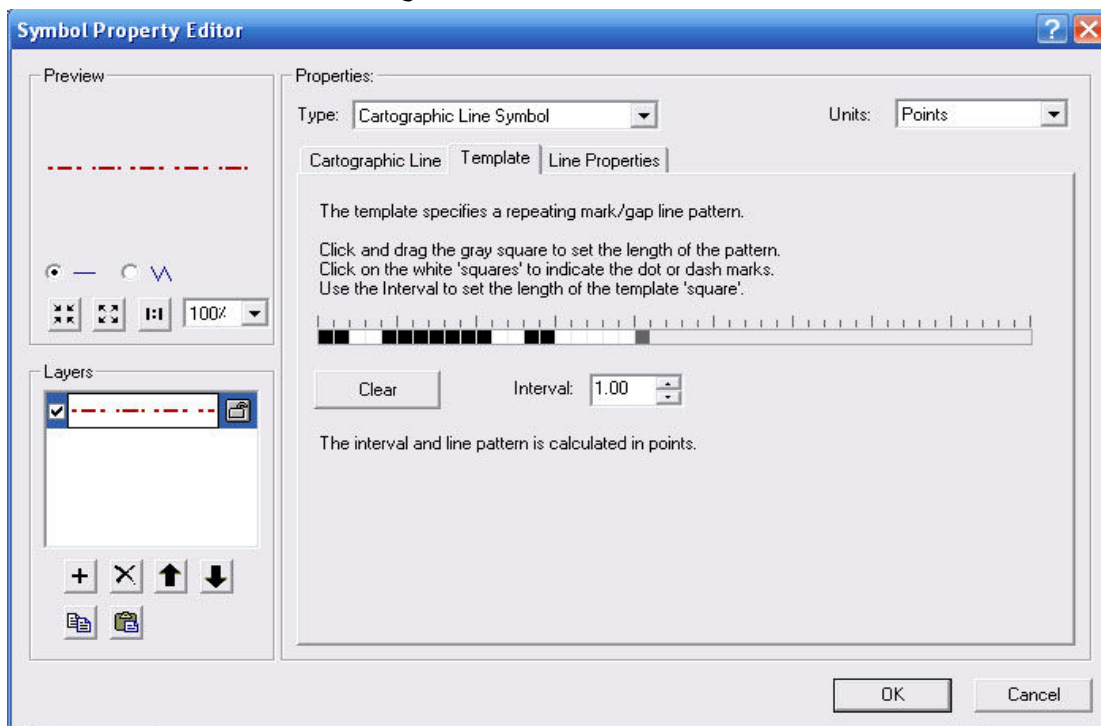 Symbol Property Editor
Preview
100%
Layers
Properties:
Type: Cartographic Line Symbol Units: Points
Cartographic Line Template Line Properties
The template specifies a repeating mark/gap line pattern.
Click and drag the gray square to set the length of the pattern.
Click on the white 'squares' to indicate the dot or dash marks.
Use the Interval to set the length of the template 'square'.
Clear Interval: 1.00
The interval and line pattern is calculated in points.
OK Cancel